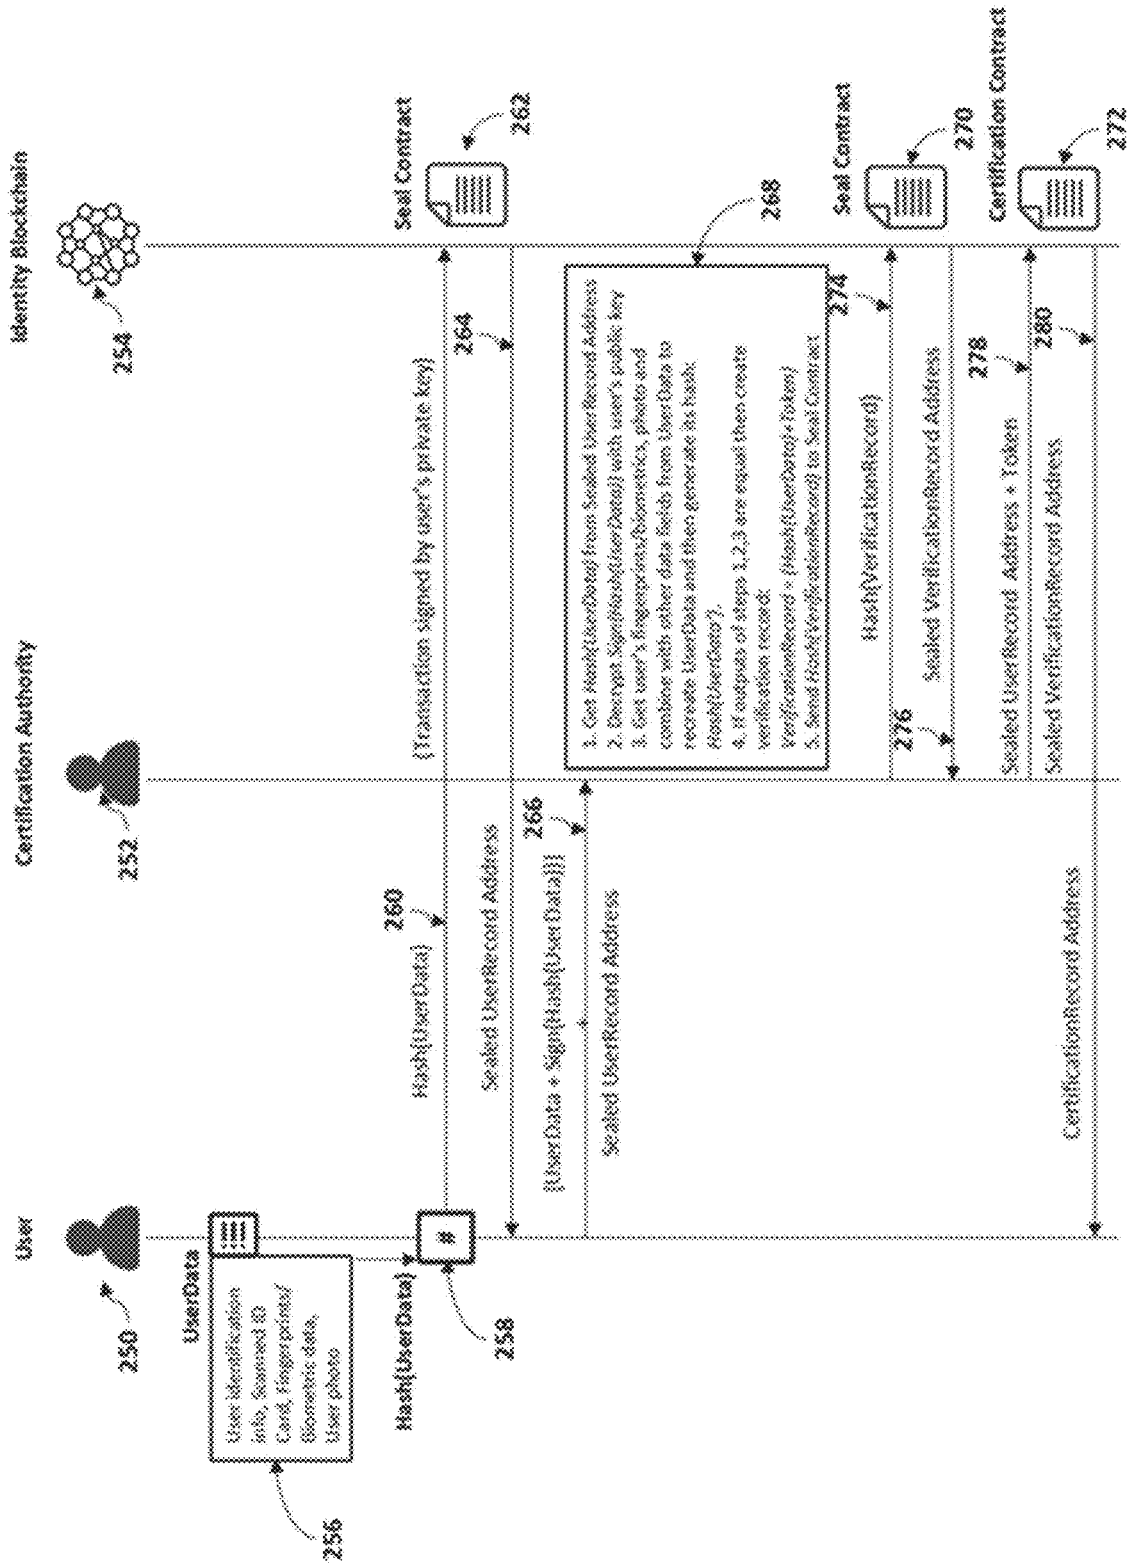 User
Certification Authority
Identity Blockchain
250
252
254
UserData
User identification
info, Scanned ID
Card, Fingerprints/
Biometric data,
User photo
256
Hash{UserData}
#
258
Hash{UserData}
260
{Transaction signed by user's private key}
Seal Contract
262
Sealed UserRecord Address
264
{UserData + Sign{Hash{UserData}}}
266
Sealed UserRecord Address
1. Get Hash{UserData} from Sealed UserRecord Address
2. Decrypt Sign{Hash{UserData}} with user's public key
3. Get user's fingerprints/biometrics, photo and
combine with other data fields from UserData to
recreate UserData and then generate its hash:
Hash{UserData'}.
4. If outputs of steps 1,2,3 are equal then create
verification record:
VerificationRecord = {Hash{UserData}+Token}
5. Send Hash{VerificationRecord} to Seal Contract
268
Hash{VerificationRecord}
274
Seal Contract
270
276
Sealed VerificationRecord Address
Sealed UserRecord Address + Token
278
Certification Contract
272
Sealed VerificationRecord Address
280
CertificationRecord Address